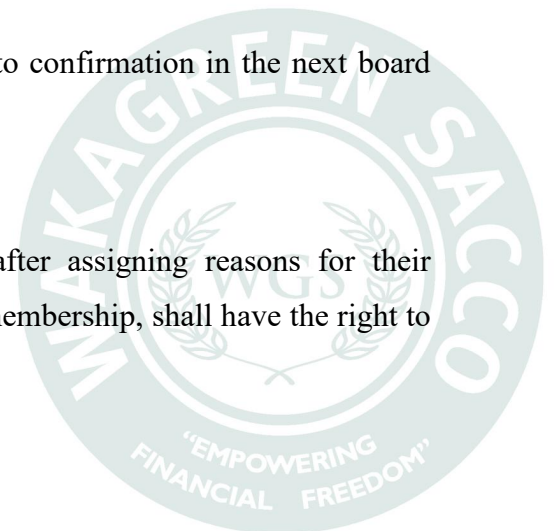 to confirmation in the next board
after assigning reasons for their
membership, shall have the right to
WAKAGREEN SACCO
WGS
“EMPOWERING
FINANCIAL FREEDOM”